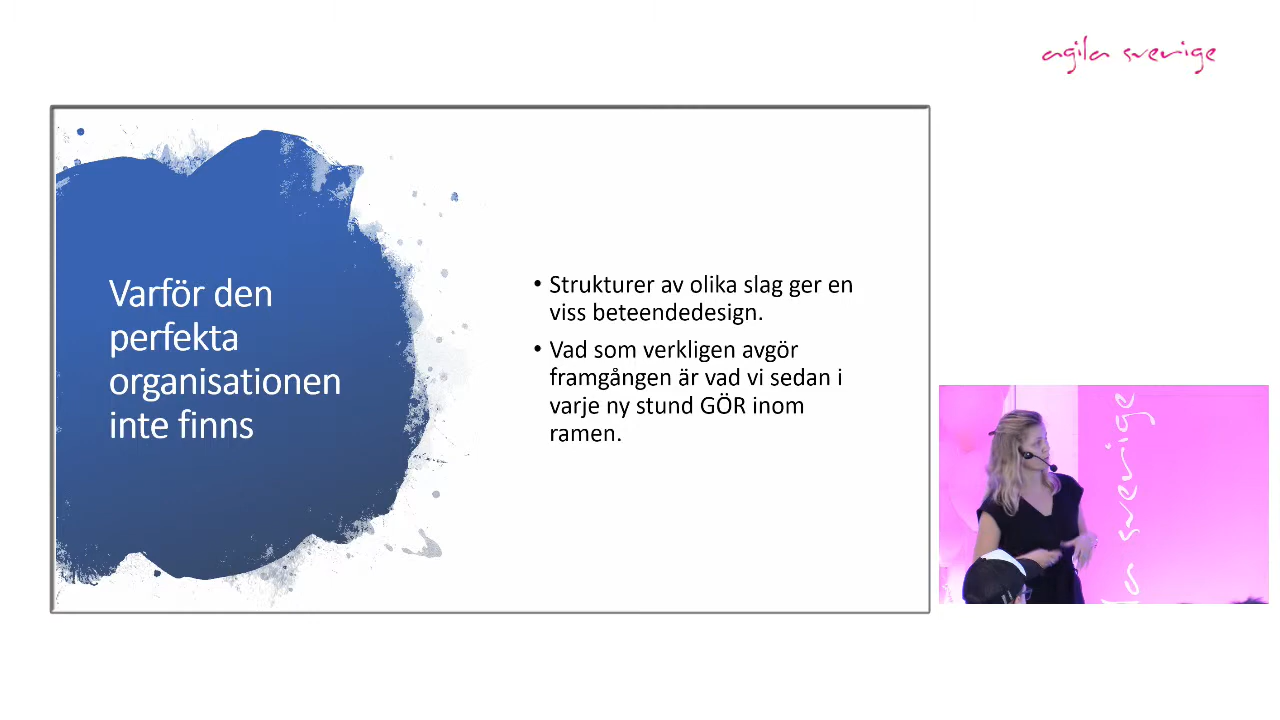 agila sverige
Varför den
perfekta
organisationen
inte finns
• Strukturer av olika slag ger en
viss beteendedesign.
• Vad som verkligen avgör
framgången är vad vi sedan i
varje ny stund GÖR inom
ramen.
sverige